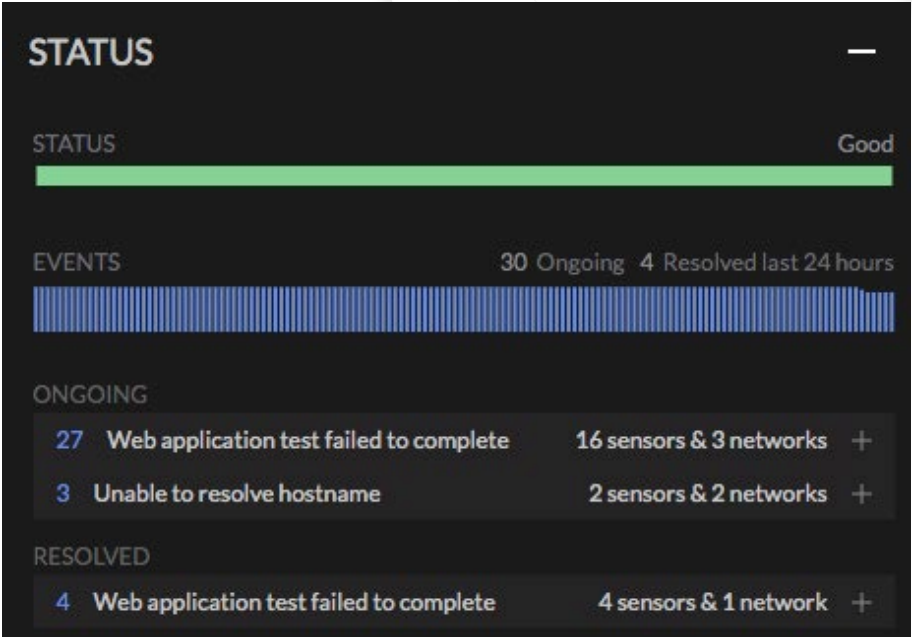 STATUS
STATUS Good
EVENTS 30 Ongoing 4 Resolved last 24 hours
ONGOING
27 Web application test failed to complete 16 sensors & 3 networks +
3 Unable to resolve hostname 2 sensors & 2 networks +
RESOLVED
4 Web application test failed to complete 4 sensors & 1 network +